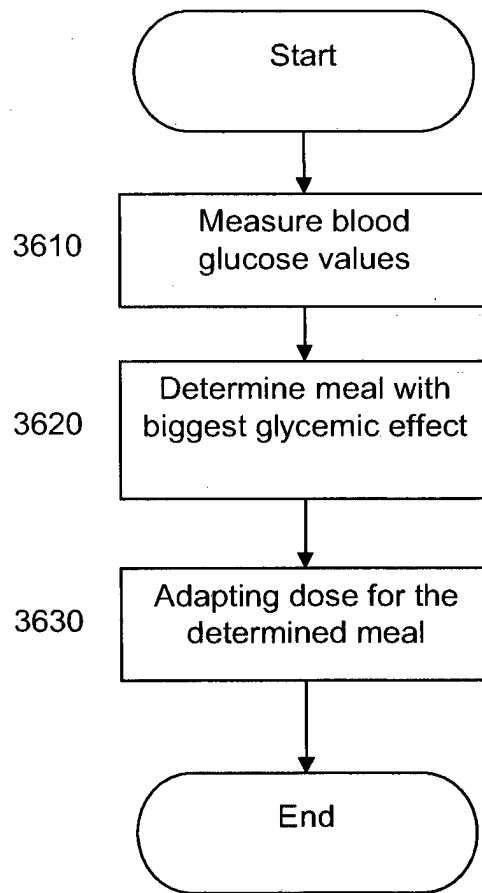 Start
3610
Measure blood
glucose values
3620
Determine meal with
biggest glycemic effect
3630
Adapting dose for the
determined meal
End